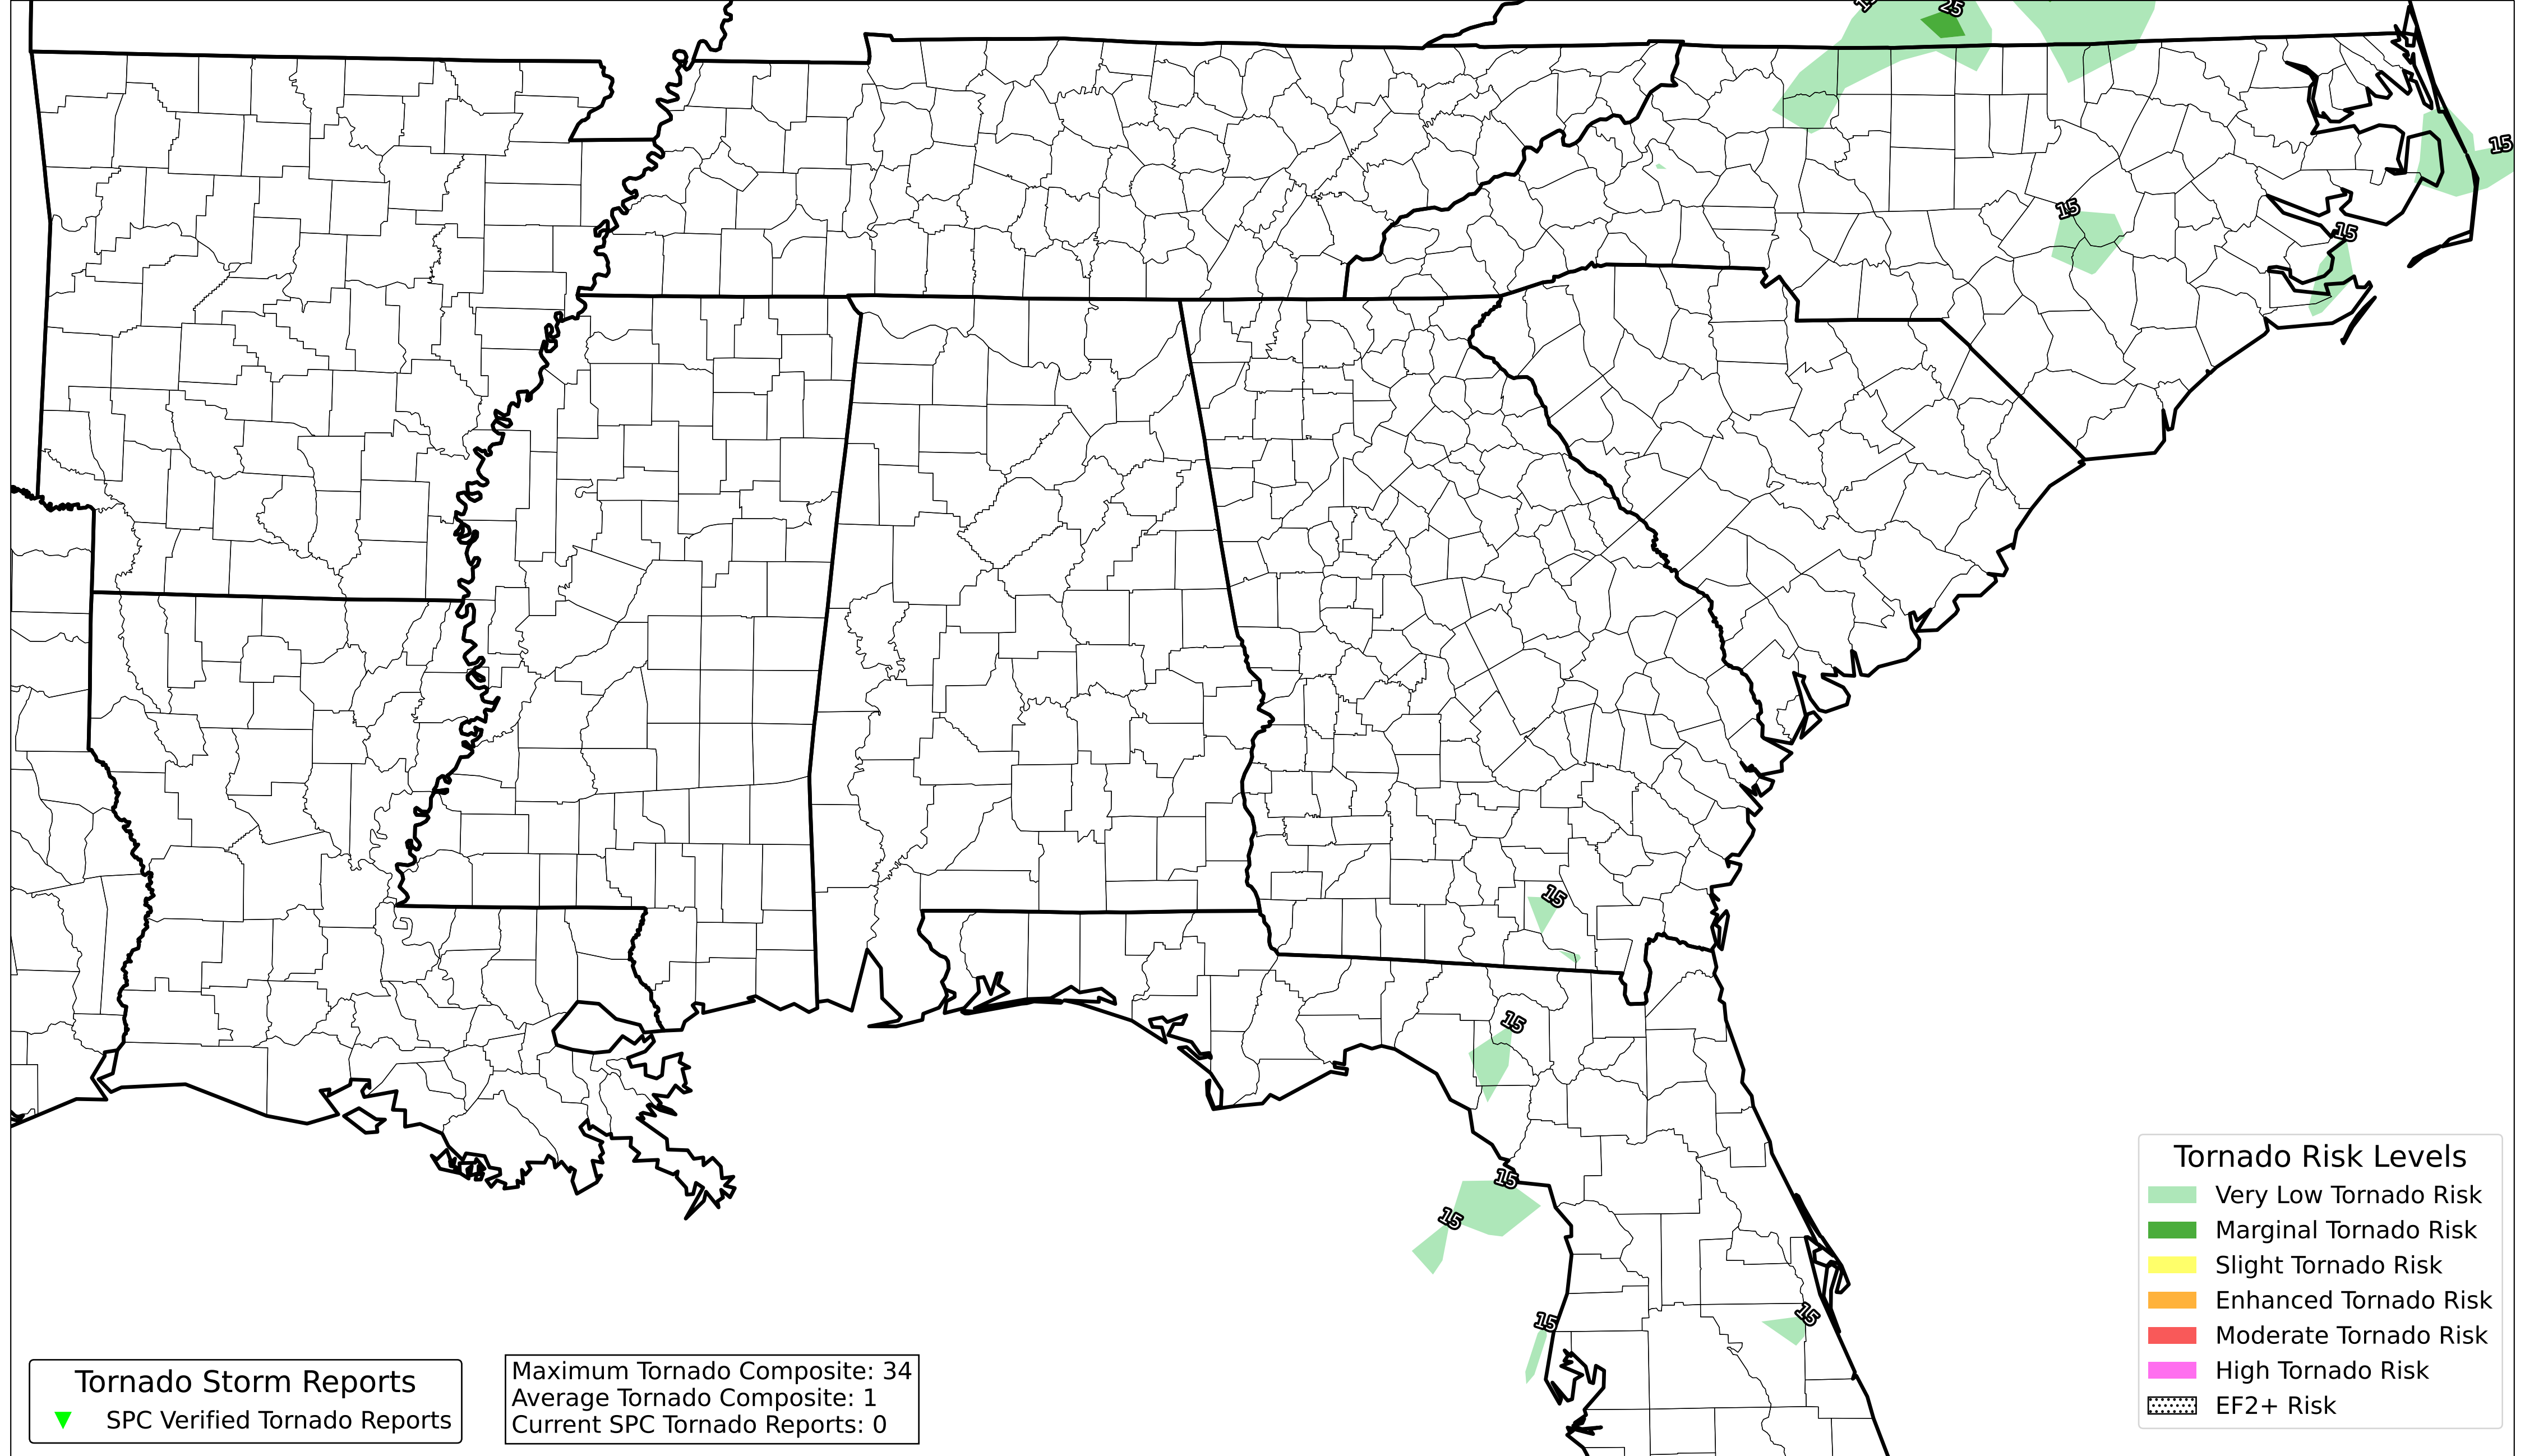 25
15
15
15
15
15
15
15
15
15
Tornado Risk Levels
Very Low Tornado Risk
Marginal Tornado Risk
Slight Tornado Risk
Enhanced Tornado Risk
Moderate Tornado Risk
High Tornado Risk
EF2+ Risk
Tornado Storm Reports
SPC Verified Tornado Reports
Maximum Tornado Composite: 34
Average Tornado Composite: 1
Current SPC Tornado Reports: 0